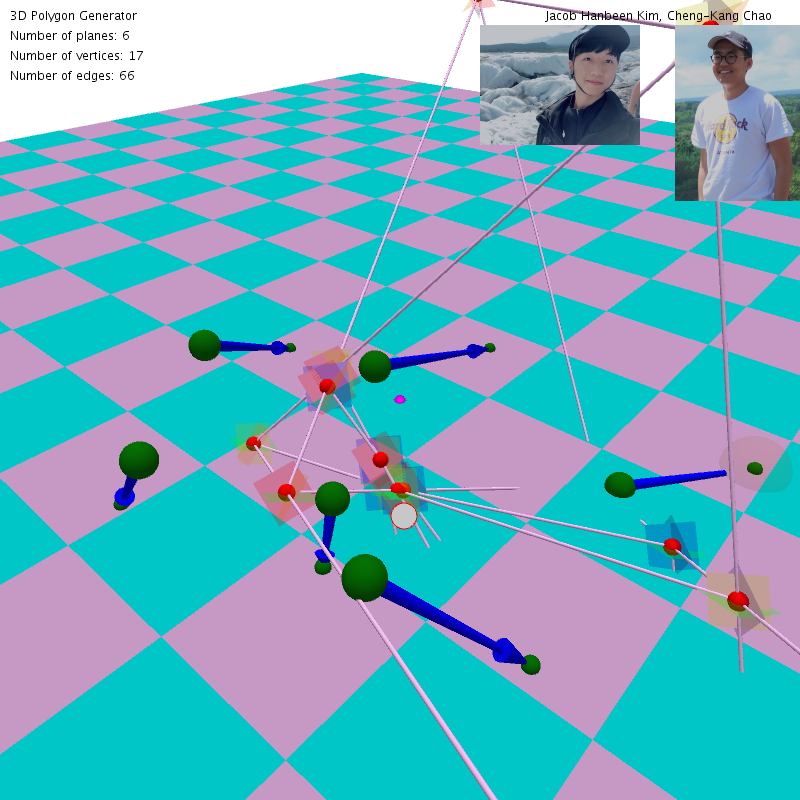 3D Polygon Generator
Jacob Hanbeen Kim, Cheng-Kang Chao
Number of planes: 6
Number of vertices: 17
Number of edges: 66